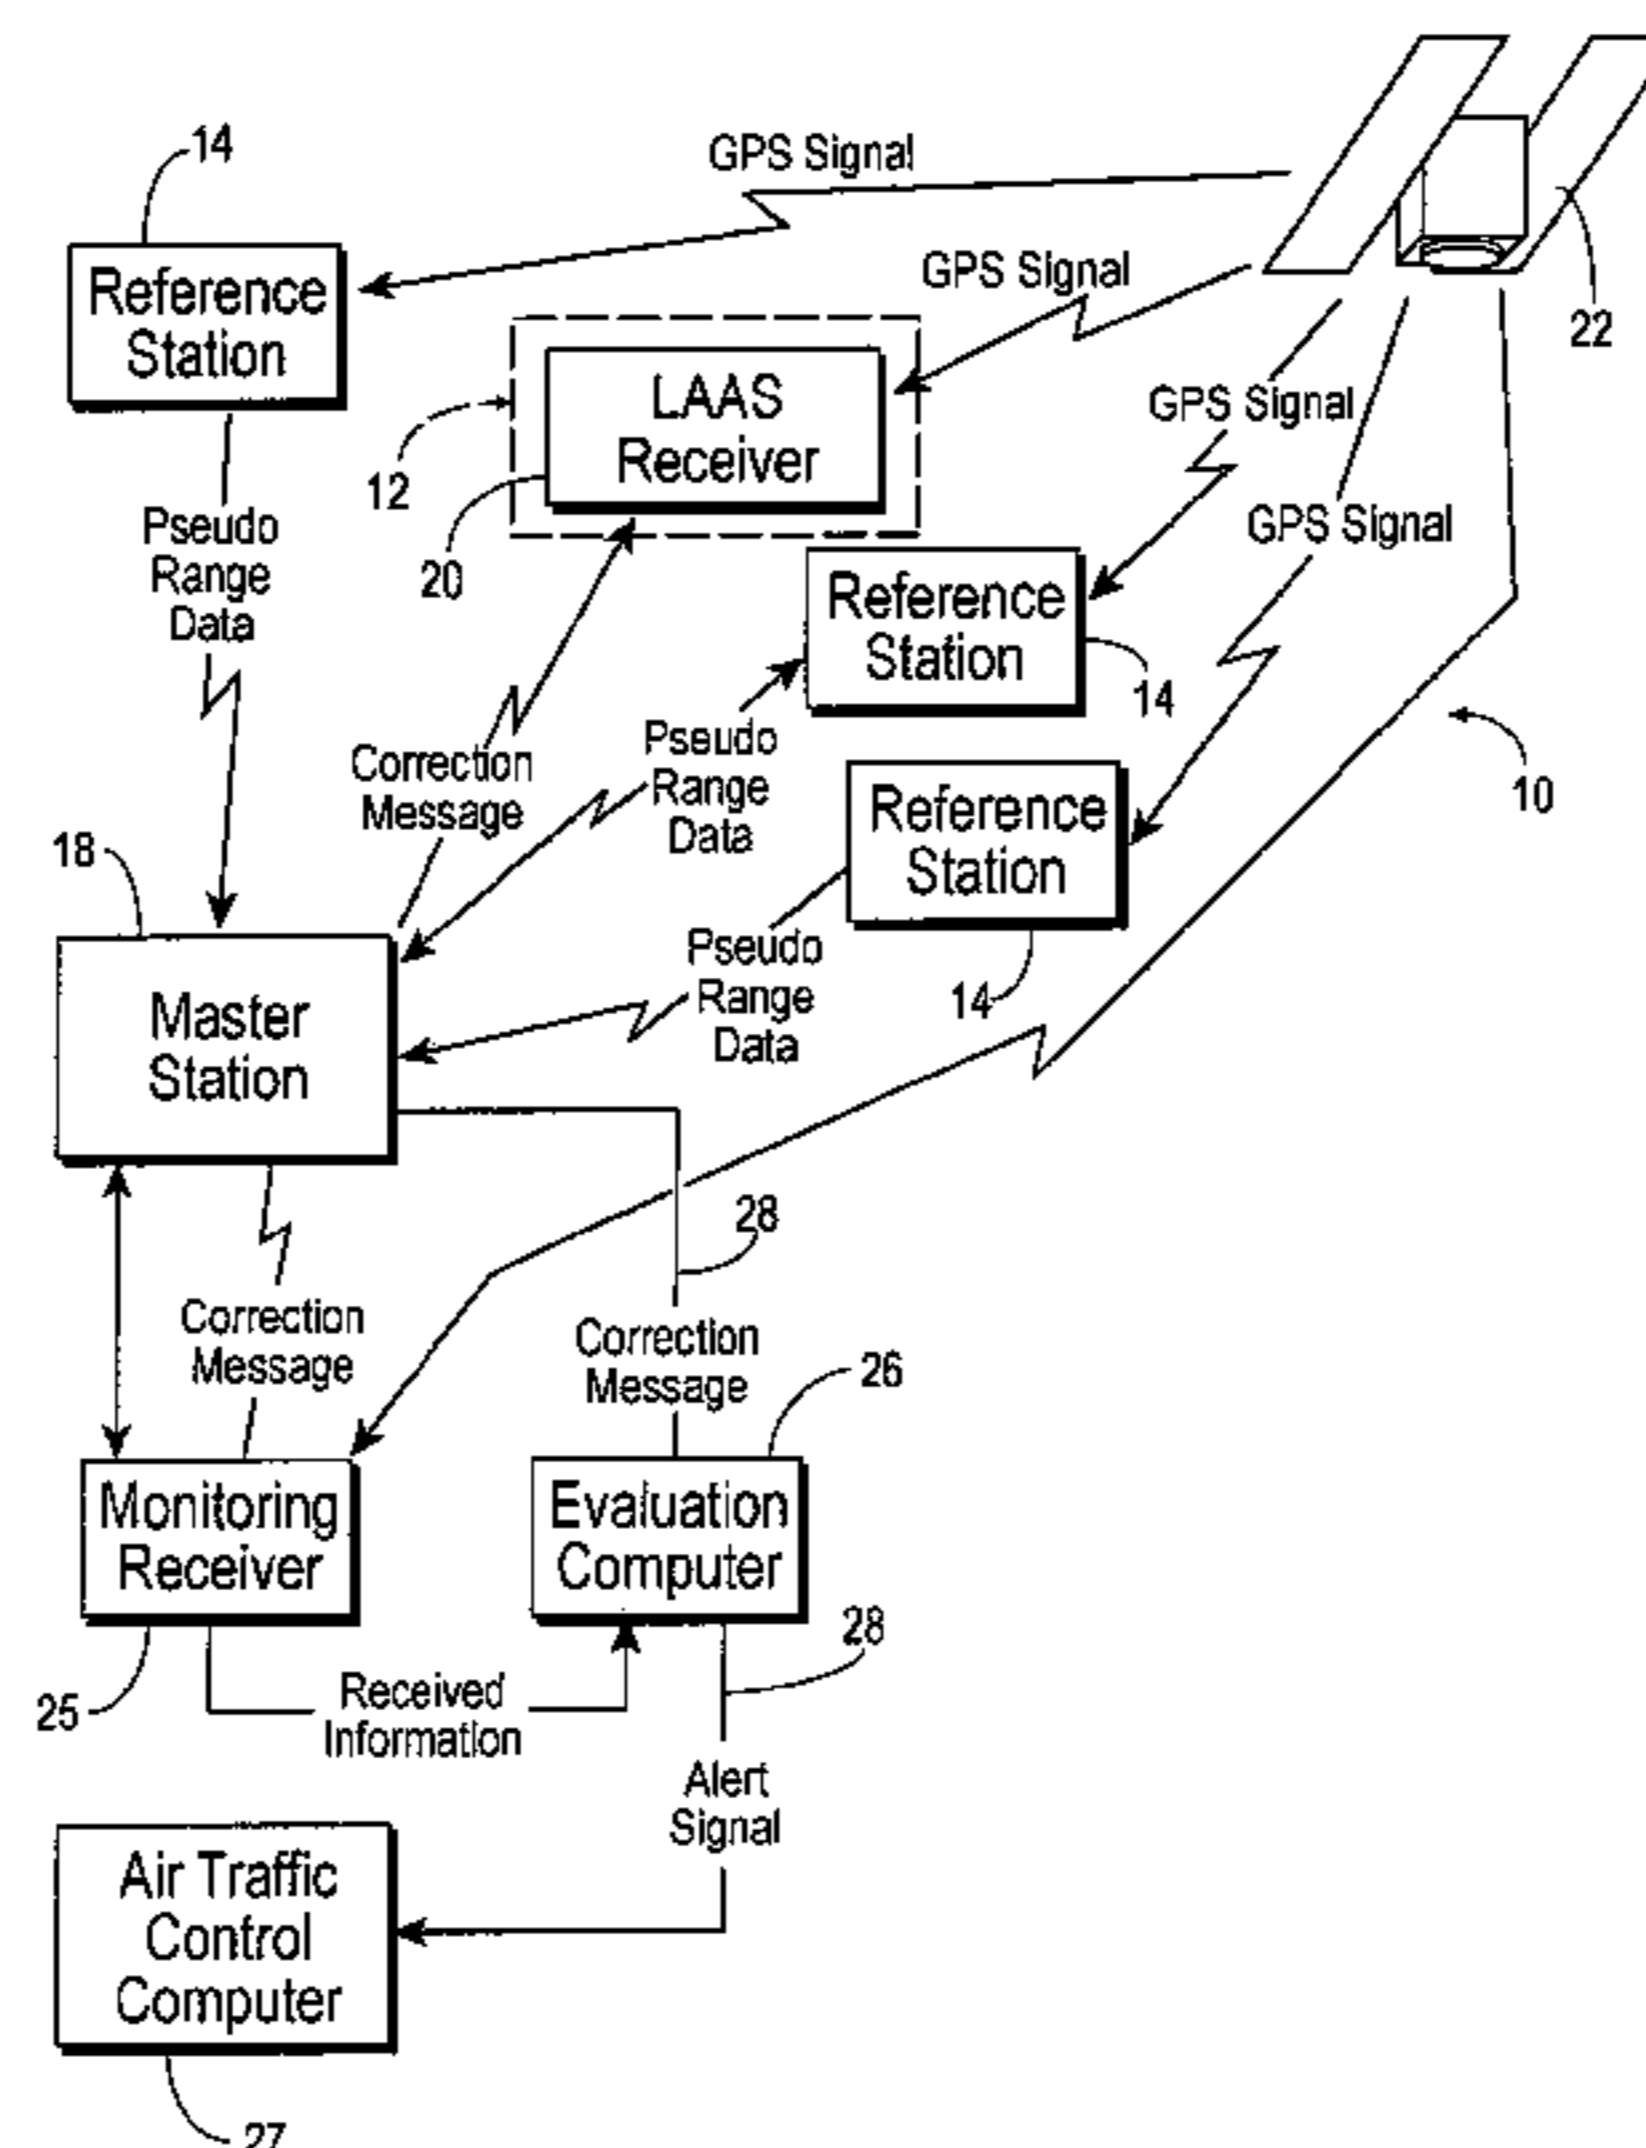 14
GPS Signal
GPS Signal
Reference
Station
22
LAAS
Receiver
12
20
GPS Signal
GPS Signal
Pseudo
Range
Data
Reference
Station
14
Correction
Message
Pseudo
Range
Data
Reference
Station
10
18
Pseudo
Range
Data
14
Master
Station
28
Correction
Message
Correction
Message
26
Monitoring
Receiver
Evaluation
Computer
28
25
Received
Information
Alert
Signal
Air Traffic
Control
Computer
27